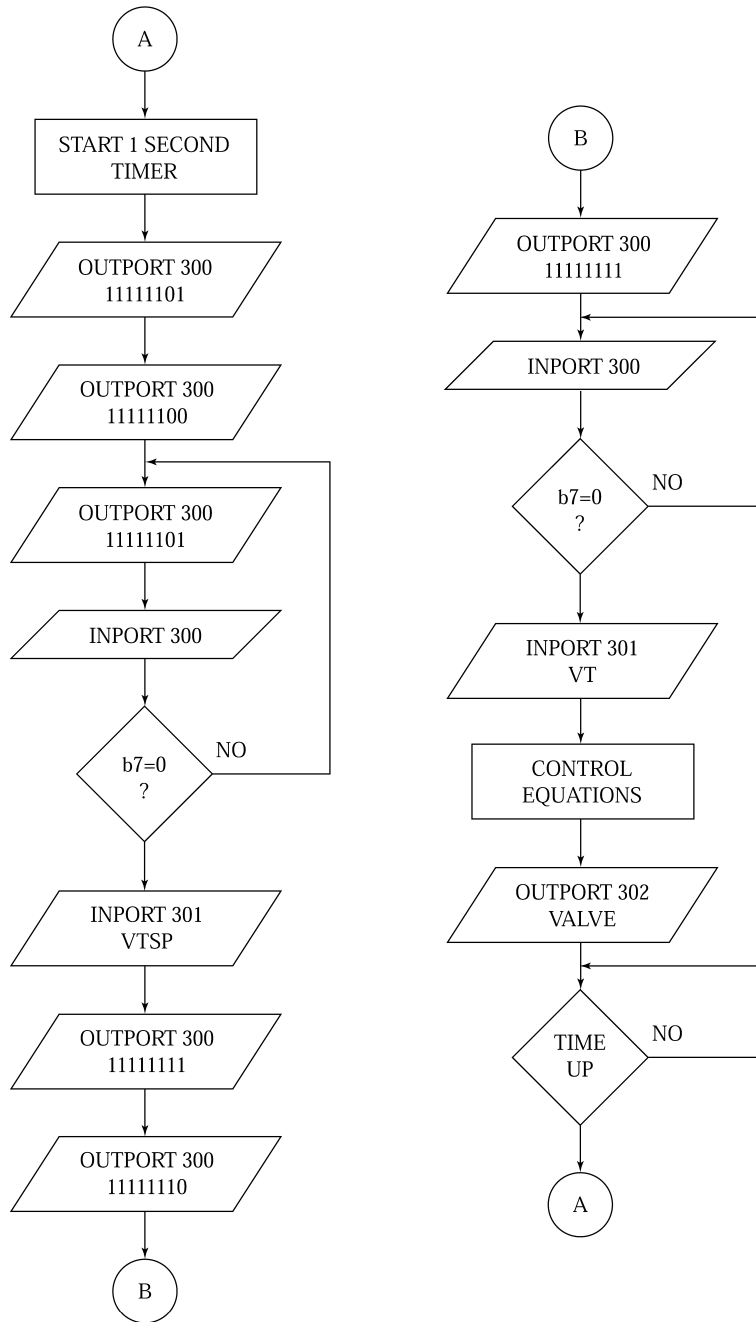 A
START 1 SECOND
TIMER
OUTPORT 300
11111101
OUTPORT 300
11111100
OUTPORT 300
11111101
INPORT 300
b7=0
?
NO
INPORT 301
VTSP
OUTPORT 300
11111111
OUTPORT 300
11111110
B
B
OUTPORT 300
11111111
INPORT 300
b7=0
?
NO
INPORT 301
VT
CONTROL
EQUATIONS
OUTPORT 302
VALVE
TIME
UP
NO
A